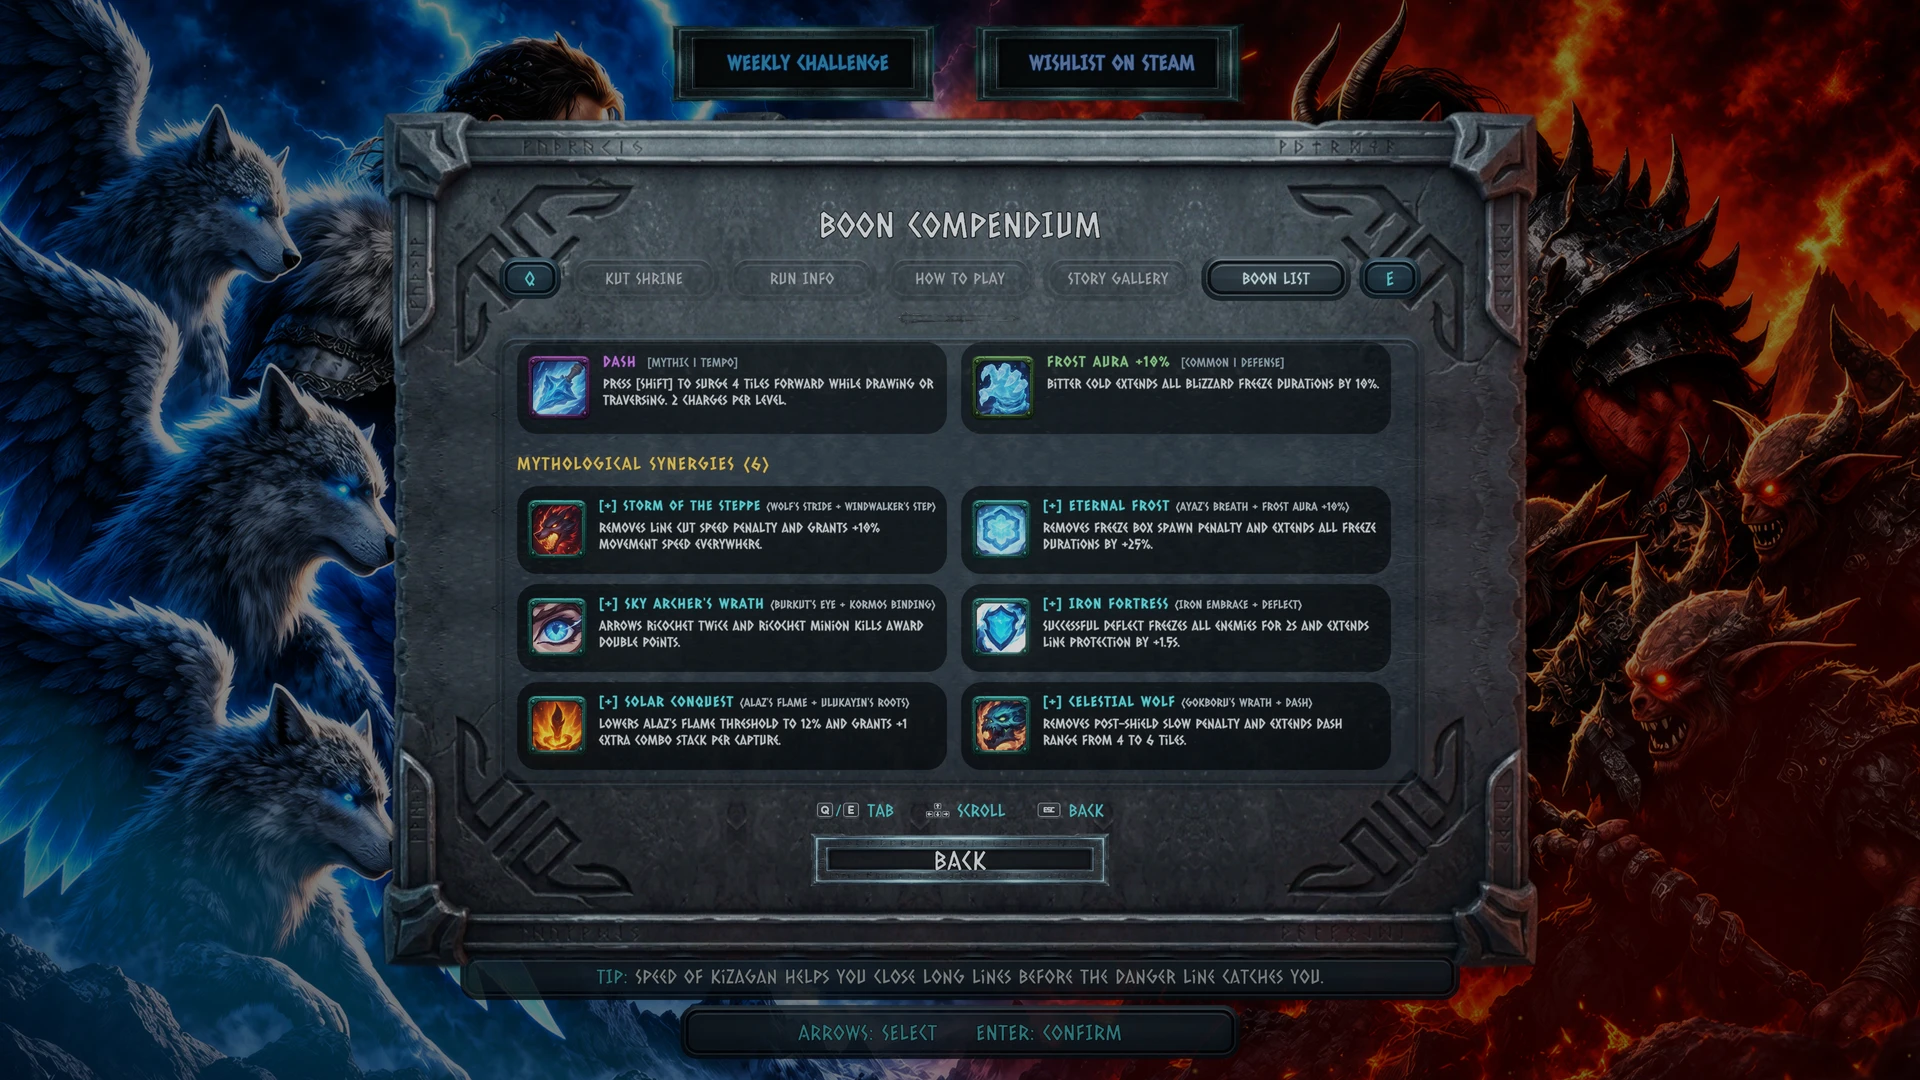 WEEKLY CHALLENGE
WISHLIST ON STEAM
BOON COMPENDIUM
Q
KUT SHRINE
RUN INFO
HOW TO PLAY
STORY GALLERY
BOON LIST
E
DASH [MYTHIC | TEMPO]
PRESS [SHIFT] TO SURGE 4 TILES FORWARD WHILE DRAWING OR
TRAVERSING. 2 CHARGES PER LEVEL.
FROST AURA +10% [COMMON | DEFENSE]
BITTER COLD EXTENDS ALL BLIZZARD FREEZE DURATIONS BY 10%.
MYTHOLOGICAL SYNERGIES (6)
[+] STORM OF THE STEPPE (WOLF'S STRIDE + WINDWALKER'S STEP)
REMOVES LINE CUT SPEED PENALTY AND GRANTS +10%
MOVEMENT SPEED EVERYWHERE.
[+] ETERNAL FROST (AYAZ'S BREATH + FROST AURA +10%)
REMOVES FREEZE BOX SPAWN PENALTY AND EXTENDS ALL FREEZE
DURATIONS BY +25%.
[+] SKY ARCHER'S WRATH (BURKUT'S EYE + KORMOS BINDING)
ARROWS RICOCHET TWICE AND RICOCHET MINION KILLS AWARD
DOUBLE POINTS.
[+] IRON FORTRESS (IRON EMBRACE + DEFLECT)
SUCCESSFUL DEFLECT FREEZES ALL ENEMIES FOR 2S AND EXTENDS
LINE PROTECTION BY +1.5S.
[+] SOLAR CONQUEST (ALAZ'S FLAME + ULUKAYIN'S ROOTS)
LOWERS ALAZ'S FLAME THRESHOLD TO 12% AND GRANTS +1
EXTRA COMBO STACK PER CAPTURE.
[+] CELESTIAL WOLF (GOKBORU'S WRATH + DASH)
REMOVES POST-SHIELD SLOW PENALTY AND EXTENDS DASH
RANGE FROM 4 TO 6 TILES.
Q/E TAB
SCROLL
ESC BACK
BACK
TIP: SPEED OF KIZAGAN HELPS YOU CLOSE LONG LINES BEFORE THE DANGER LINE CATCHES YOU.
ARROWS: SELECT ENTER: CONFIRM